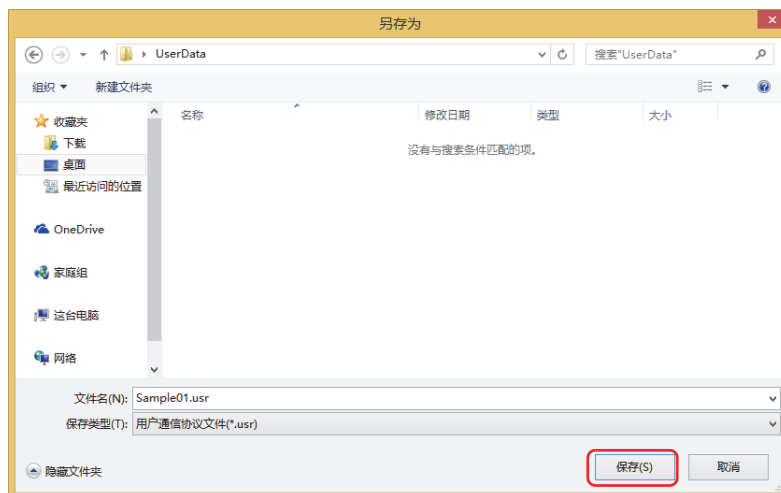 另存为
UserData
搜索"UserData"
组织
新建文件夹
名称 修改日期 类型 大小
没有与搜索条件匹配的项。
收藏夹
下载
桌面
最近访问的位置
OneDrive
家庭组
这台电脑
网络
文件名(N): Sample01.usr
保存类型(T): 用户通信协议文件(*.usr)
隐藏文件夹
保存(S) 取消